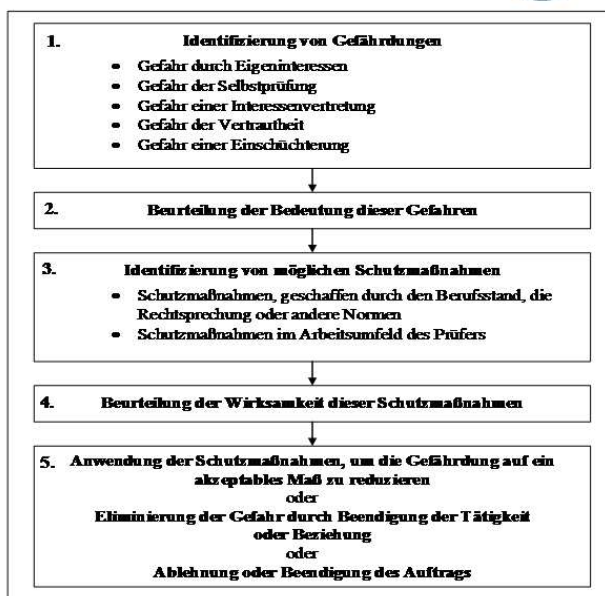 1. Identifizierung von Gefährdungen
• Gefahr durch Eigeninteressen
• Gefahr der Selbstprüfung
• Gefahr einer Interessenvertretung
• Gefahr der Vertrautheit
• Gefahr einer Einschüchterung
2. Beurteilung der Bedeutung dieser Gefahren
3. Identifizierung von möglichen Schutzmaßnahmen
• Schutzmaßnahmen, geschaffen durch den Berufsstand, die
Rechtsprechung oder andere Normen
• Schutzmaßnahmen im Arbeitsumfeld des Prüfers
4. Beurteilung der Wirksamkeit dieser Schutzmaßnahmen
5. Anwendung der Schutzmaßnahmen, um die Gefährdung auf ein
akzeptables Maß zu reduzieren
oder
Eliminierung der Gefahr durch Beendigung der Tätigkeit
oder Beziehung
oder
Ablehnung oder Beendigung des Auftrags